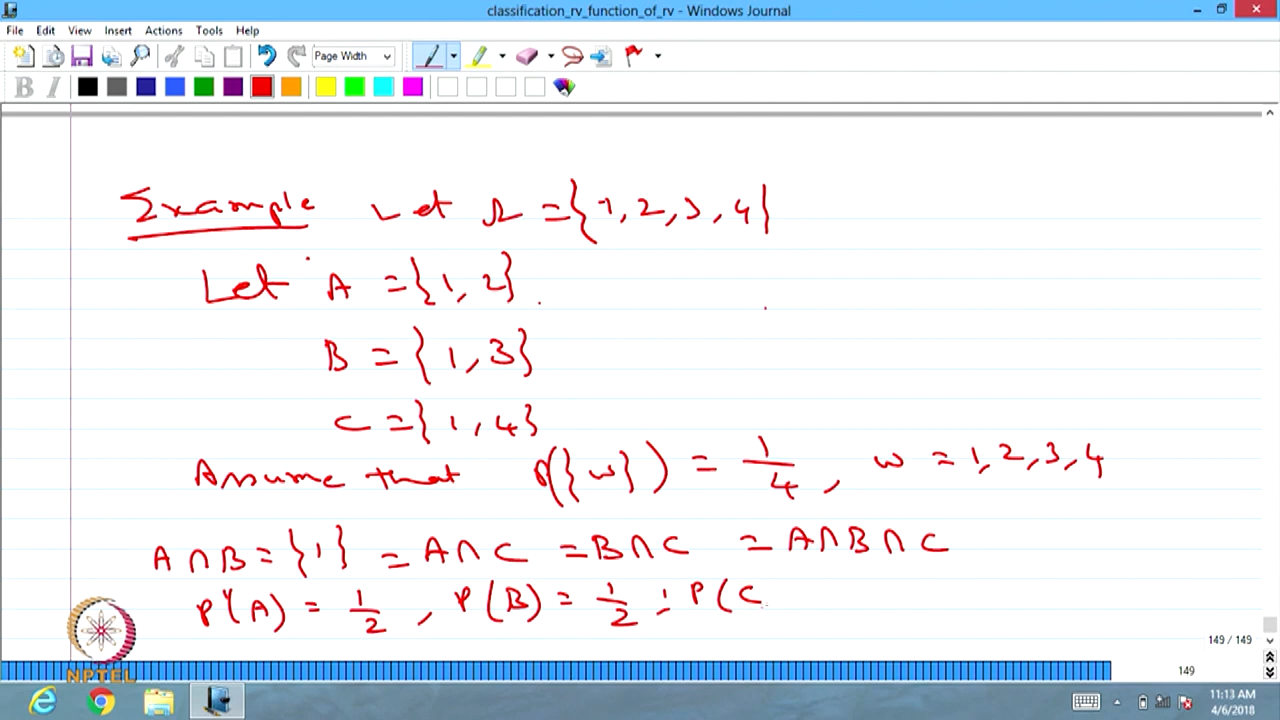 classification_rv_function_of_rv - Windows Journal
File Edit View Insert Actions Tools Help
Page Width
B I
Example Let Ω = {1, 2, 3, 4}
Let A = {1, 2}
B = {1, 3}
C = {1, 4}
Assume that P({w}) = 1/4, w = 1, 2, 3, 4
A ∩ B = {1} = A ∩ C = B ∩ C = A ∩ B ∩ C
P(A) = 1/2, P(B) = 1/2; P(C
149 / 149
NPTEL
149
11:13 AM
4/6/2018